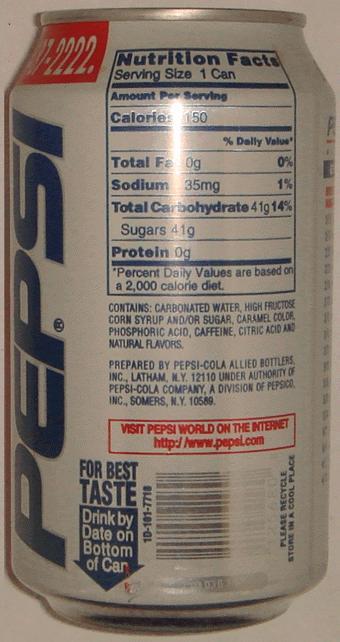 7-2222.
PEPSI®
Nutrition Facts
Serving Size 1 Can
Amount Per Serving
Calories 150
% Daily Value*
Total Fat 0g 0%
Sodium 35mg 1%
Total Carbohydrate 41g 14%
Sugars 41g
Protein 0g
*Percent Daily Values are based on
a 2,000 calorie diet.
CONTAINS: CARBONATED WATER, HIGH FRUCTOSE
CORN SYRUP AND/OR SUGAR, CARAMEL COLOR,
PHOSPHORIC ACID, CAFFEINE, CITRIC ACID AND
NATURAL FLAVORS.
PREPARED BY PEPSI-COLA ALLIED BOTTLERS,
INC., LATHAM, N.Y. 12110 UNDER AUTHORITY OF
PEPSI-COLA COMPANY, A DIVISION OF PEPSICO,
INC., SOMERS, N.Y. 10589.
VISIT PEPSI WORLD ON THE INTERNET
http://www.pepsi.com
FOR BEST
TASTE
Drink by
Date on
Bottom
of Can
1D-101-7718
PLEASE RECYCLE
STORE IN A COOL PLACE